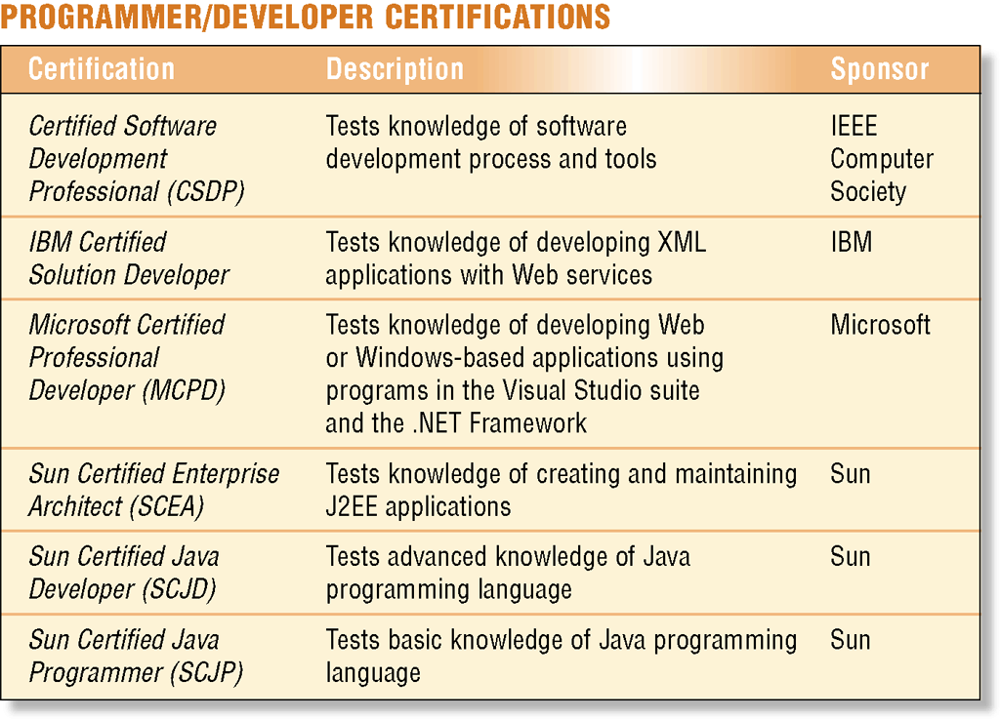 PROGRAMMER/DEVELOPER CERTIFICATIONS
Certification Description Sponsor
Certified Software Tests knowledge of software IEEE
Development development process and tools Computer
Professional (CSDP) Society
IBM Certified Tests knowledge of developing XML IBM
Solution Developer applications with Web services
Microsoft Certified Tests knowledge of developing Web Microsoft
Professional or Windows-based applications using
Developer (MCPD) programs in the Visual Studio suite
and the .NET Framework
Sun Certified Enterprise Tests knowledge of creating and maintaining Sun
Architect (SCEA) J2EE applications
Sun Certified Java Tests advanced knowledge of Java Sun
Developer (SCJD) programming language
Sun Certified Java Tests basic knowledge of Java programming Sun
Programmer (SCJP) language